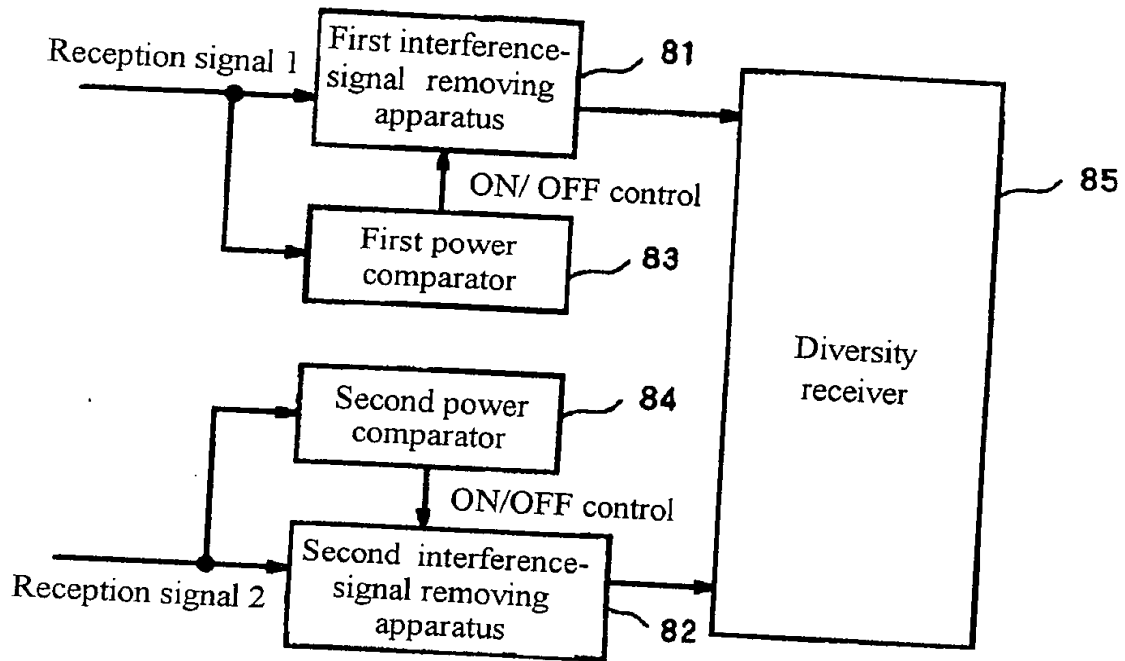 Reception signal 1
First interference-
signal removing
apparatus
81
ON/ OFF control
First power
comparator
83
85
Diversity
receiver
Second power
comparator
84
ON/OFF control
Reception signal 2
Second interference-
signal removing
apparatus
82